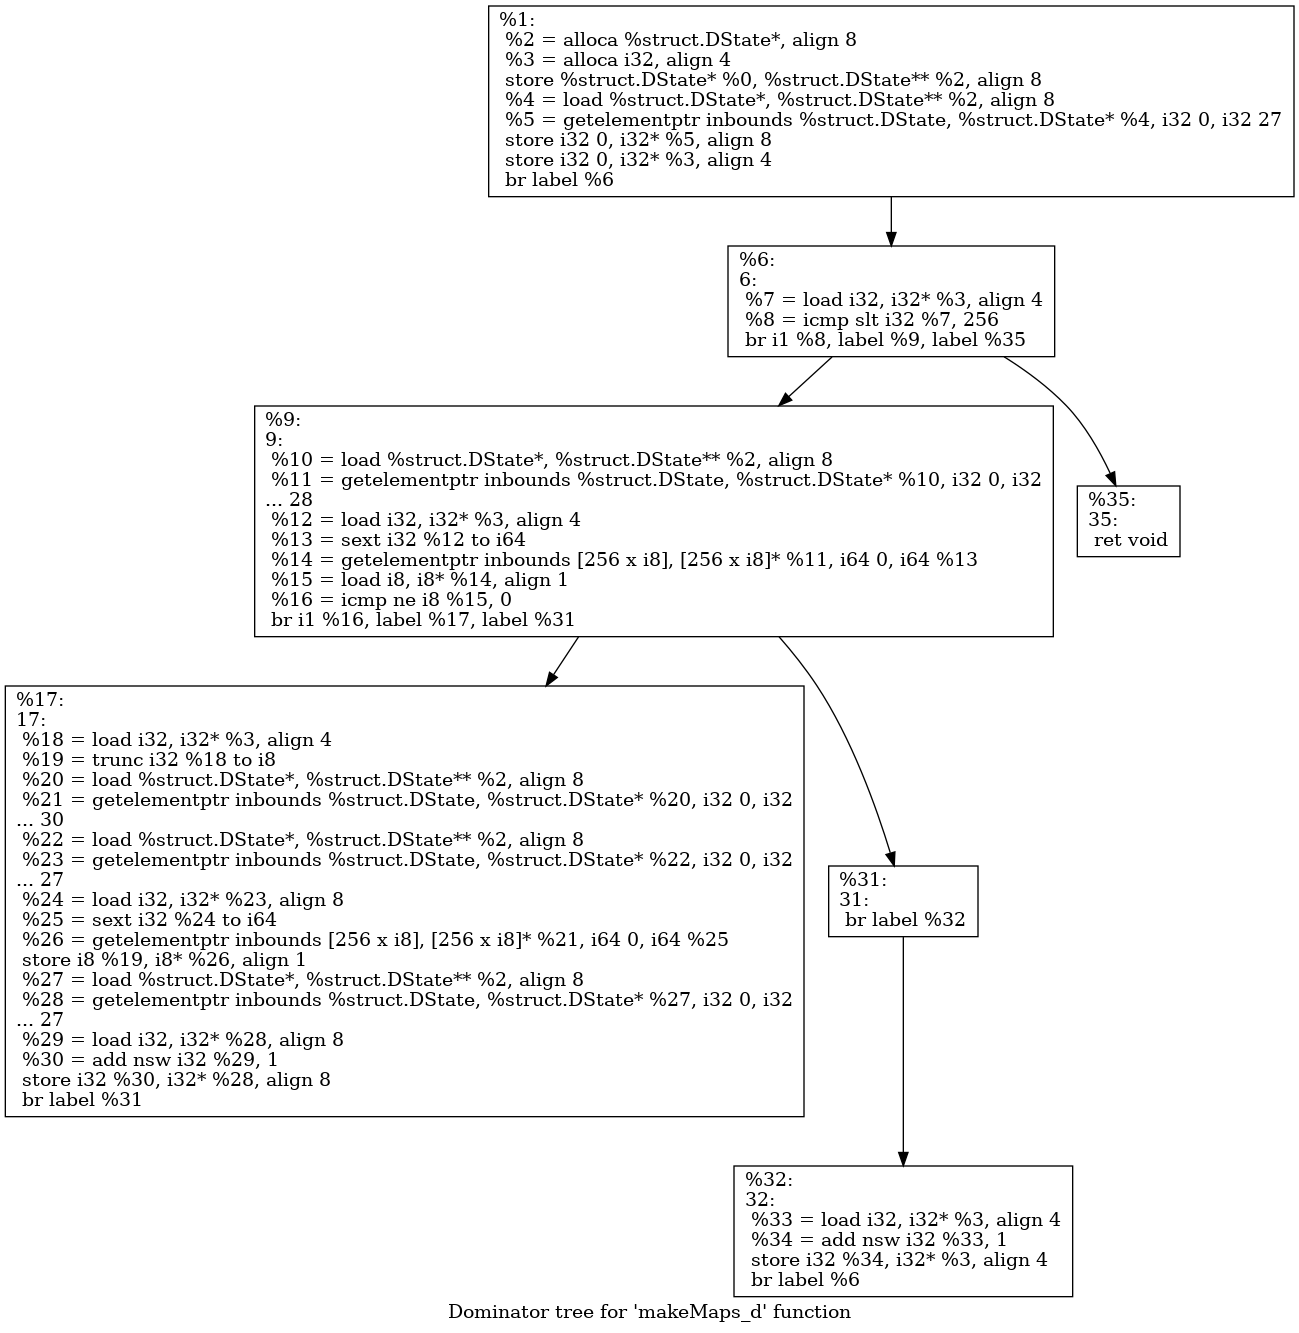 %1:
%2 = alloca %struct.DState*, align 8
%3 = alloca i32, align 4
store %struct.DState* %0, %struct.DState** %2, align 8
%4 = load %struct.DState*, %struct.DState** %2, align 8
%5 = getelementptr inbounds %struct.DState, %struct.DState* %4, i32 0, i32 27
store i32 0, i32* %5, align 8
store i32 0, i32* %3, align 4
br label %6
%6:
6:
%7 = load i32, i32* %3, align 4
%8 = icmp slt i32 %7, 256
br i1 %8, label %9, label %35
%9:
9:
%10 = load %struct.DState*, %struct.DState** %2, align 8
%11 = getelementptr inbounds %struct.DState, %struct.DState* %10, i32 0, i32
... 28
%12 = load i32, i32* %3, align 4
%13 = sext i32 %12 to i64
%14 = getelementptr inbounds [256 x i8], [256 x i8]* %11, i64 0, i64 %13
%15 = load i8, i8* %14, align 1
%16 = icmp ne i8 %15, 0
br i1 %16, label %17, label %31
%35:
35:
ret void
%17:
17:
%18 = load i32, i32* %3, align 4
%19 = trunc i32 %18 to i8
%20 = load %struct.DState*, %struct.DState** %2, align 8
%21 = getelementptr inbounds %struct.DState, %struct.DState* %20, i32 0, i32
... 30
%22 = load %struct.DState*, %struct.DState** %2, align 8
%23 = getelementptr inbounds %struct.DState, %struct.DState* %22, i32 0, i32
... 27
%24 = load i32, i32* %23, align 8
%25 = sext i32 %24 to i64
%26 = getelementptr inbounds [256 x i8], [256 x i8]* %21, i64 0, i64 %25
store i8 %19, i8* %26, align 1
%27 = load %struct.DState*, %struct.DState** %2, align 8
%28 = getelementptr inbounds %struct.DState, %struct.DState* %27, i32 0, i32
... 27
%29 = load i32, i32* %28, align 8
%30 = add nsw i32 %29, 1
store i32 %30, i32* %28, align 8
br label %31
%31:
31:
br label %32
%32:
32:
%33 = load i32, i32* %3, align 4
%34 = add nsw i32 %33, 1
store i32 %34, i32* %3, align 4
br label %6
Dominator tree for 'makeMaps_d' function